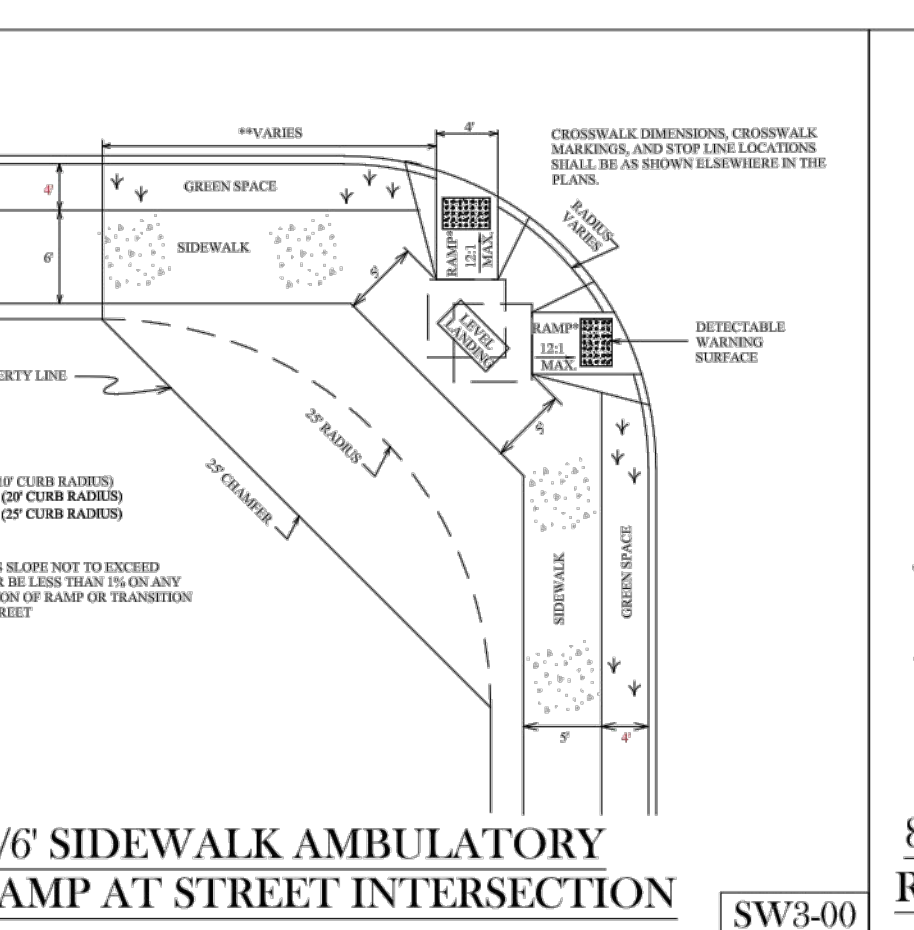 **VARIES
4'
CROSSWALK DIMENSIONS, CROSSWALK
MARKINGS, AND STOP LINE LOCATIONS
SHALL BE AS SHOWN ELSEWHERE IN THE
PLANS.
4'
GREEN SPACE
RADIUS
VARIES
6'
SIDEWALK
RAMP*
12:1
MAX.
5'
LEVEL
LANDING
RAMP*
12:1
MAX.
DETECTABLE
WARNING
SURFACE
ERTY LINE
5'
25' RADIUS
25' CHAMFER
10' CURB RADIUS)
(20' CURB RADIUS)
(25' CURB RADIUS)
S SLOPE NOT TO EXCEED
R BE LESS THAN 1% ON ANY
ION OF RAMP OR TRANSITION
REET
SIDEWALK
GREEN SPACE
5'
4'
/6' SIDEWALK AMBULATORY
AMP AT STREET INTERSECTION
SW3-00
8
R